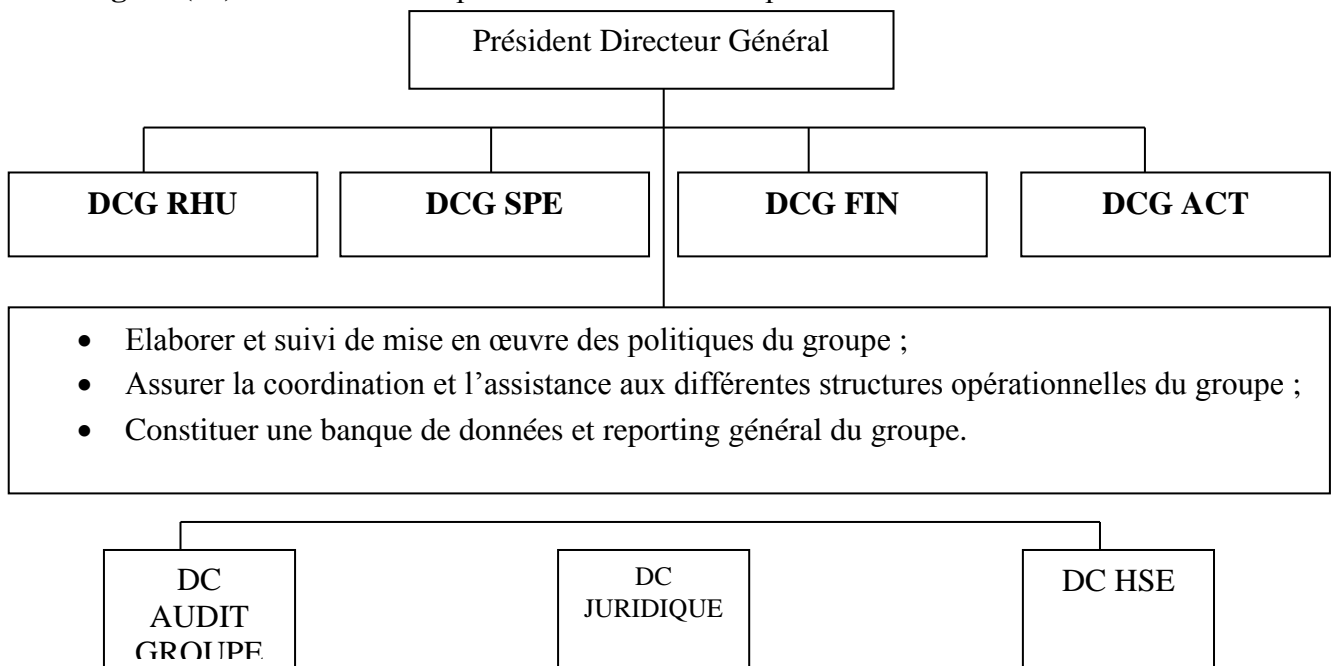 Président Directeur Général
DCG RHU
DCG SPE
DCG FIN
DCG ACT
• Elaborer et suivi de mise en œuvre des politiques du groupe ;
• Assurer la coordination et l’assistance aux différentes structures opérationnelles du groupe ;
• Constituer une banque de données et reporting général du groupe.
DC
AUDIT
GROUPE
DC
JURIDIQUE
DC HSE